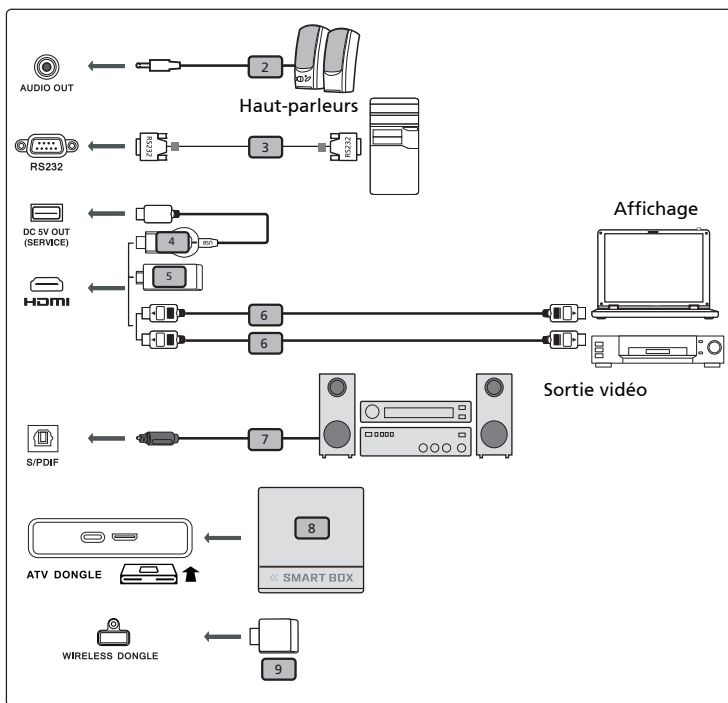 AUDIO OUT
2
Haut-parleurs
RS232
RS232
3
RS232
DC 5V OUT
(SERVICE)
4
USB
5
Affichage
HDMI
6
6
Sortie vidéo
S/PDIF
7
8
« SMART BOX
ATV DONGLE
WIRELESS DONGLE
9